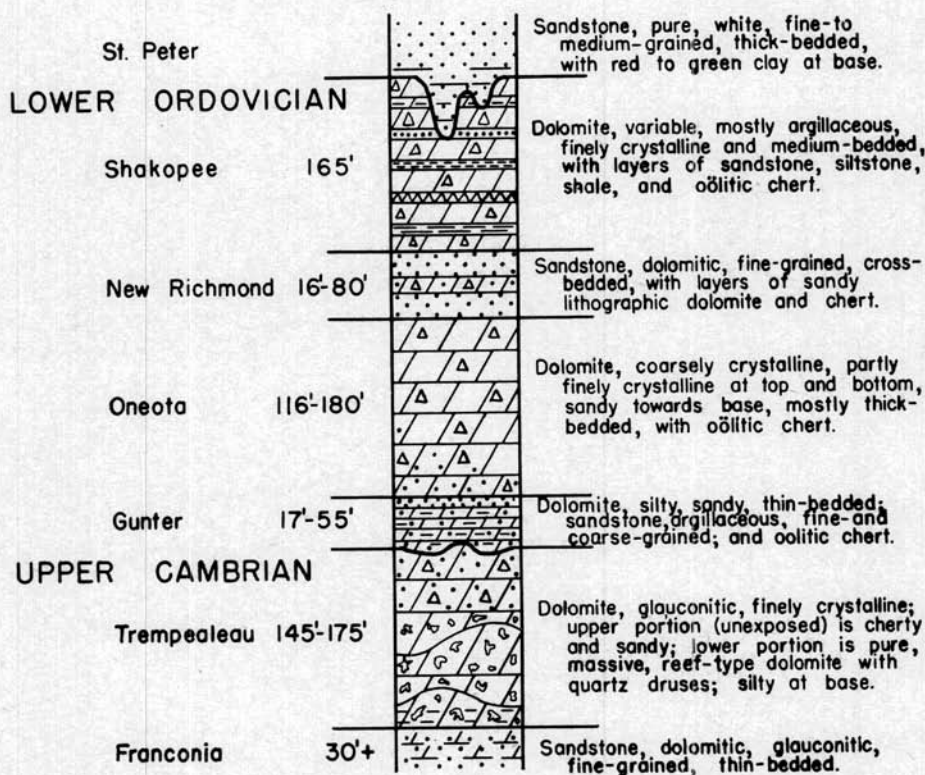 St. Peter
Sandstone, pure, white, fine-to
medium-grained, thick-bedded,
with red to green clay at base.
LOWER ORDOVICIAN
Shakopee 165'
Dolomite, variable, mostly argillaceous,
finely crystalline and medium-bedded,
with layers of sandstone, siltstone,
shale, and oölitic chert.
New Richmond 16'-80'
Sandstone, dolomitic, fine-grained, cross-
bedded, with layers of sandy
lithographic dolomite and chert.
Oneota 116'-180'
Dolomite, coarsely crystalline, partly
finely crystalline at top and bottom,
sandy towards base, mostly thick-
bedded, with oölitic chert.
Gunter 17'-55'
Dolomite, silty, sandy, thin-bedded;
sandstone, argillaceous, fine-and
coarse-grained; and oolitic chert.
UPPER CAMBRIAN
Trempealeau 145'-175'
Dolomite, glauconitic, finely crystalline;
upper portion (unexposed) is cherty
and sandy; lower portion is pure,
massive, reef-type dolomite with
quartz druses; silty at base.
Franconia 30'+
Sandstone, dolomitic, glauconitic,
fine-grained, thin-bedded.